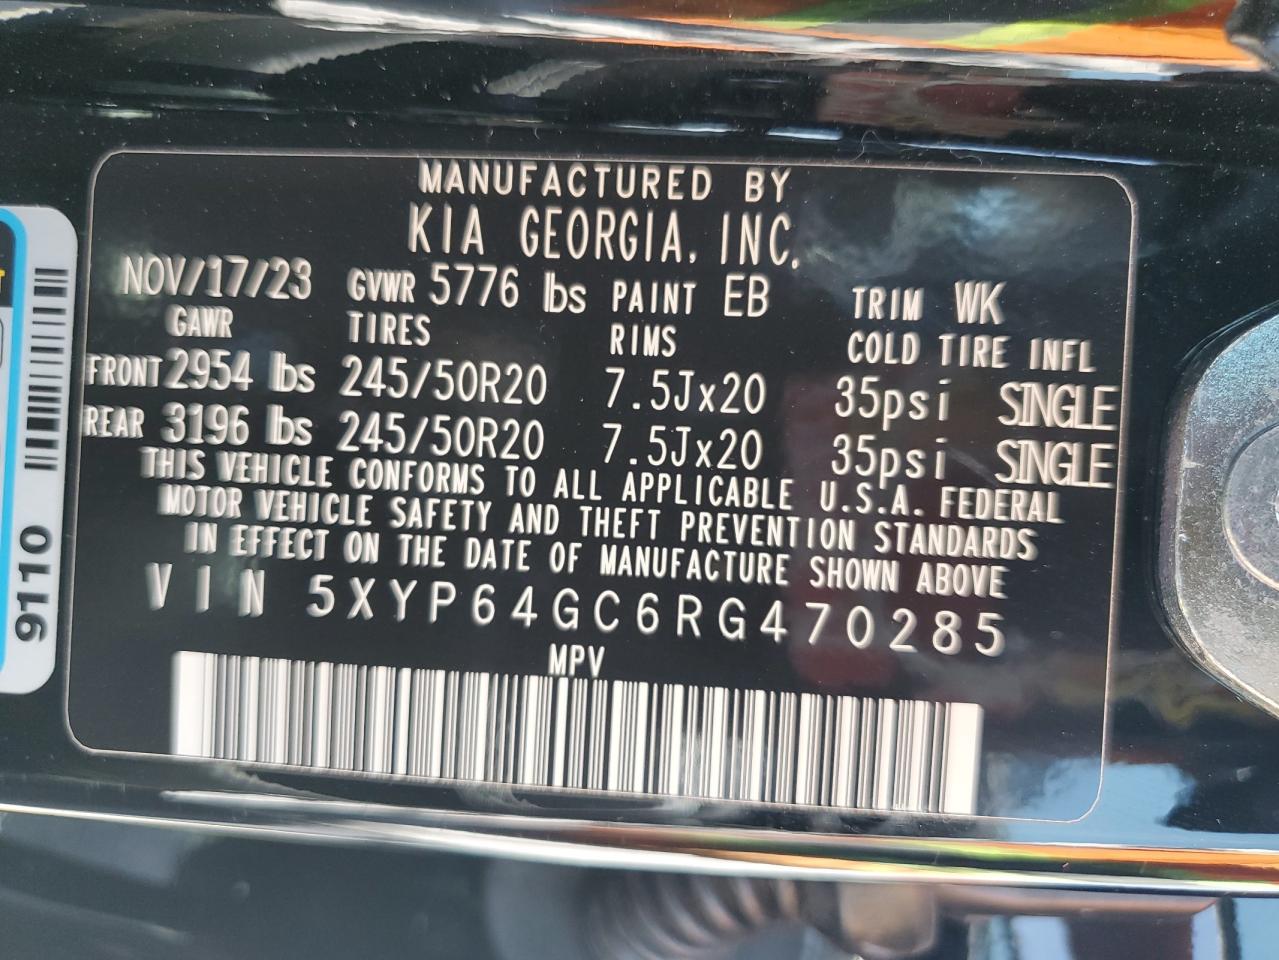 MANUFACTURED BY
KIA GEORGIA, INC.
NOV/17/23 GVWR 5776 lbs PAINT EB TRIM WK
GAWR TIRES RIMS COLD TIRE INFL
FRONT 2954 lbs 245/50R20 7.5Jx20 35psi SINGLE
REAR 3196 lbs 245/50R20 7.5Jx20 35psi SINGLE
THIS VEHICLE CONFORMS TO ALL APPLICABLE U.S.A. FEDERAL
MOTOR VEHICLE SAFETY AND THEFT PREVENTION STANDARDS
IN EFFECT ON THE DATE OF MANUFACTURE SHOWN ABOVE
VIN 5XYP64GC6RG470285
MPV
9110